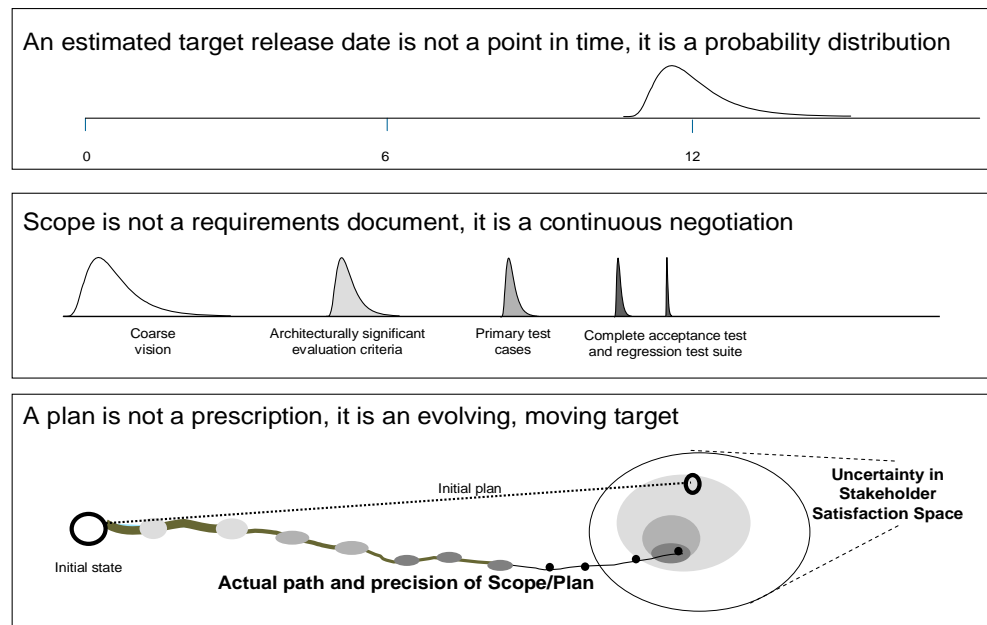 An estimated target release date is not a point in time, it is a probability distribution
0
6
12
Scope is not a requirements document, it is a continuous negotiation
Coarse
vision
Architecturally significant
evaluation criteria
Primary test
cases
Complete acceptance test
and regression test suite
A plan is not a prescription, it is an evolving, moving target
Initial plan
Uncertainty in
Stakeholder
Satisfaction Space
Initial state
Actual path and precision of Scope/Plan